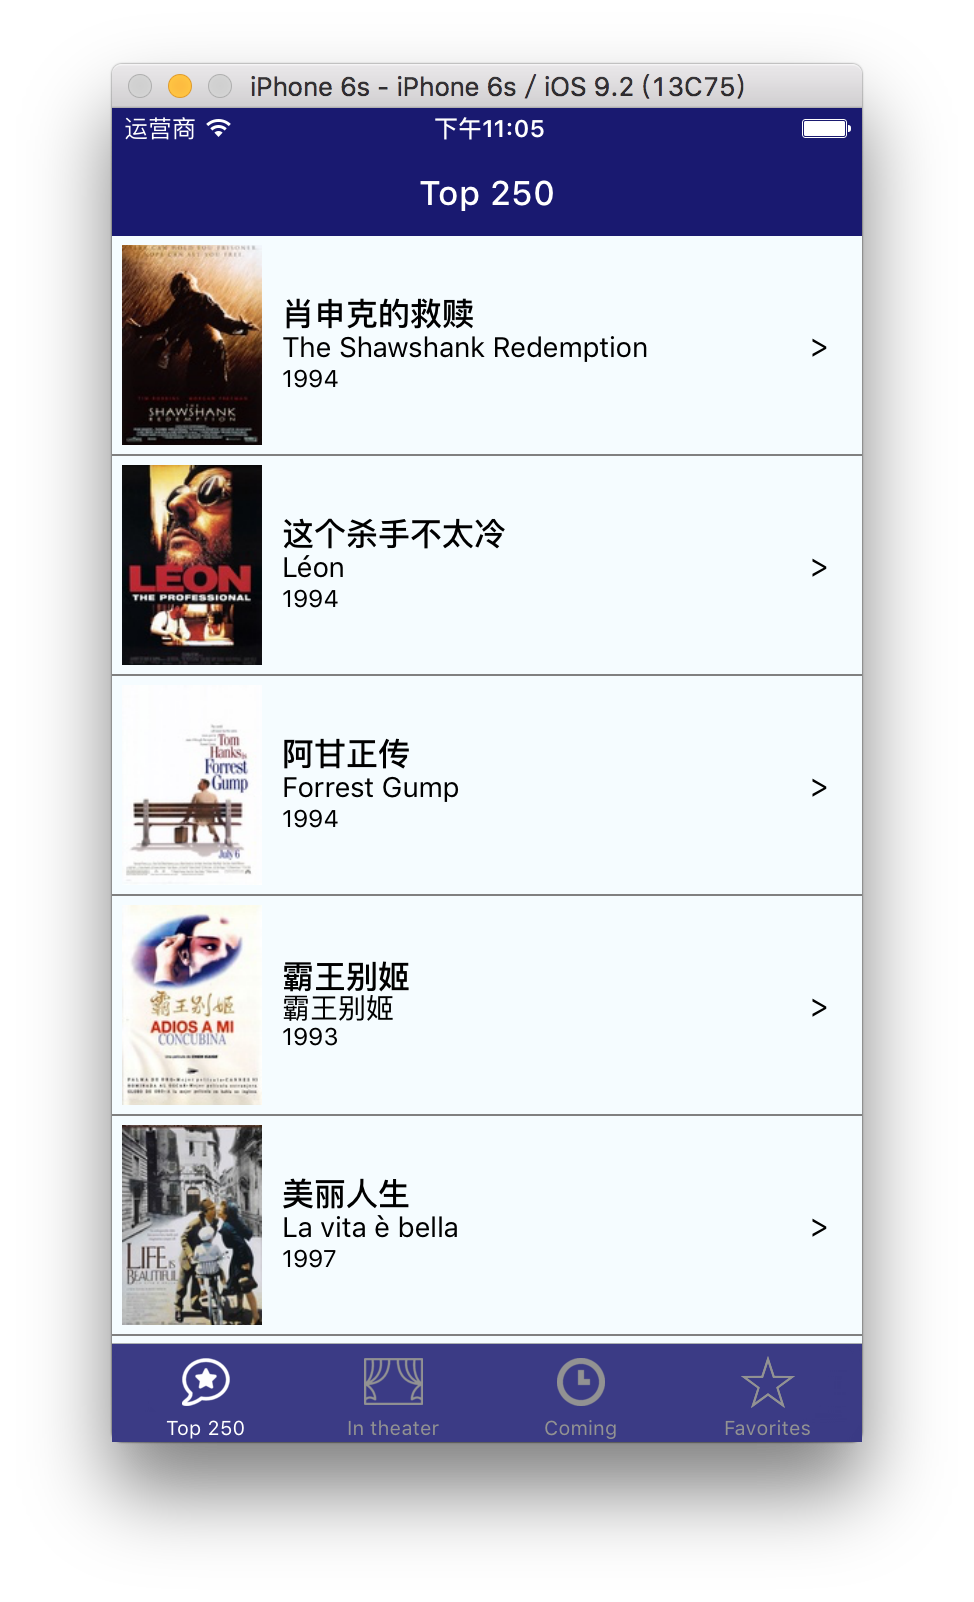 iPhone 6s - iPhone 6s / iOS 9.2 (13C75)
运营商 下午11:05
Top 250
THE
SHAWSHANK
REDEMPTION
肖申克的救赎
The Shawshank Redemption
1994
>
LEON
THE PROFESSIONAL
这个杀手不太冷
Léon
1994
>
Tom
Hanks is
Forrest
Gump
July 6
阿甘正传
Forrest Gump
1994
>
霸王别姬
ADIOS A MI
CONCUBINA
霸王别姬
霸王别姬
1993
>
LIFE IS
BEAUTIFUL
美丽人生
La vita è bella
1997
>
Top 250 In theater Coming Favorites